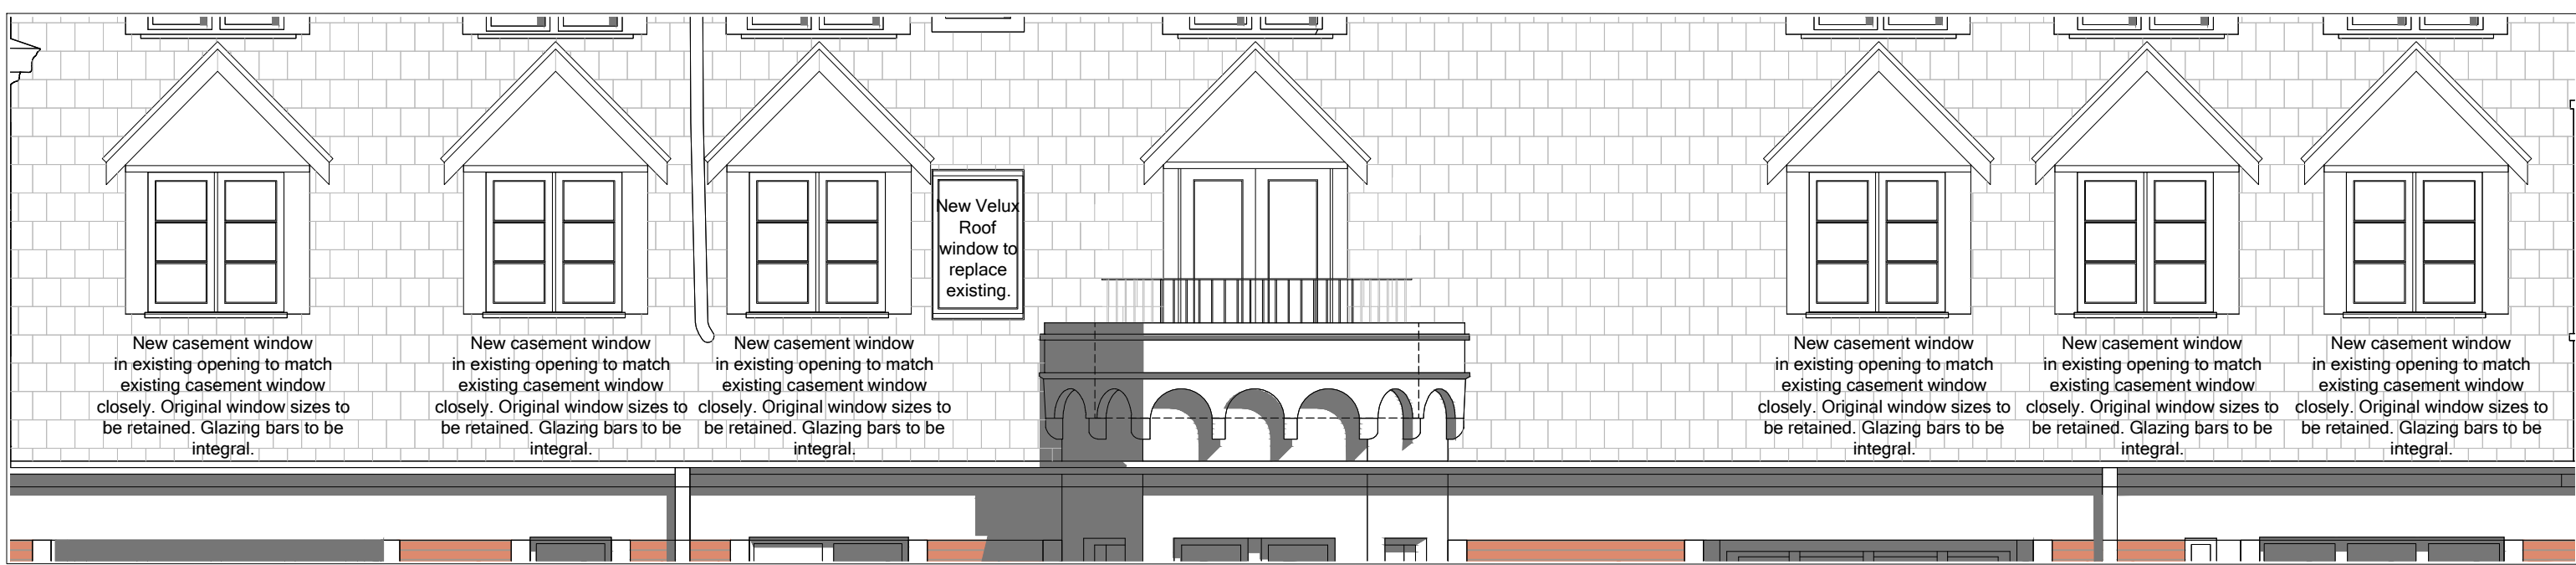 New Velux
Roof
window to
replace
existing.
New casement window
in existing opening to match
existing casement window
closely. Original window sizes to
be retained. Glazing bars to be
integral.
New casement window
in existing opening to match
existing casement window
closely. Original window sizes to
be retained. Glazing bars to be
integral.
New casement window
in existing opening to match
existing casement window
closely. Original window sizes to
be retained. Glazing bars to be
integral.
New casement window
in existing opening to match
existing casement window
closely. Original window sizes to
be retained. Glazing bars to be
integral.
New casement window
in existing opening to match
existing casement window
closely. Original window sizes to
be retained. Glazing bars to be
integral.
New casement window
in existing opening to match
existing casement window
closely. Original window sizes to
be retained. Glazing bars to be
integral.